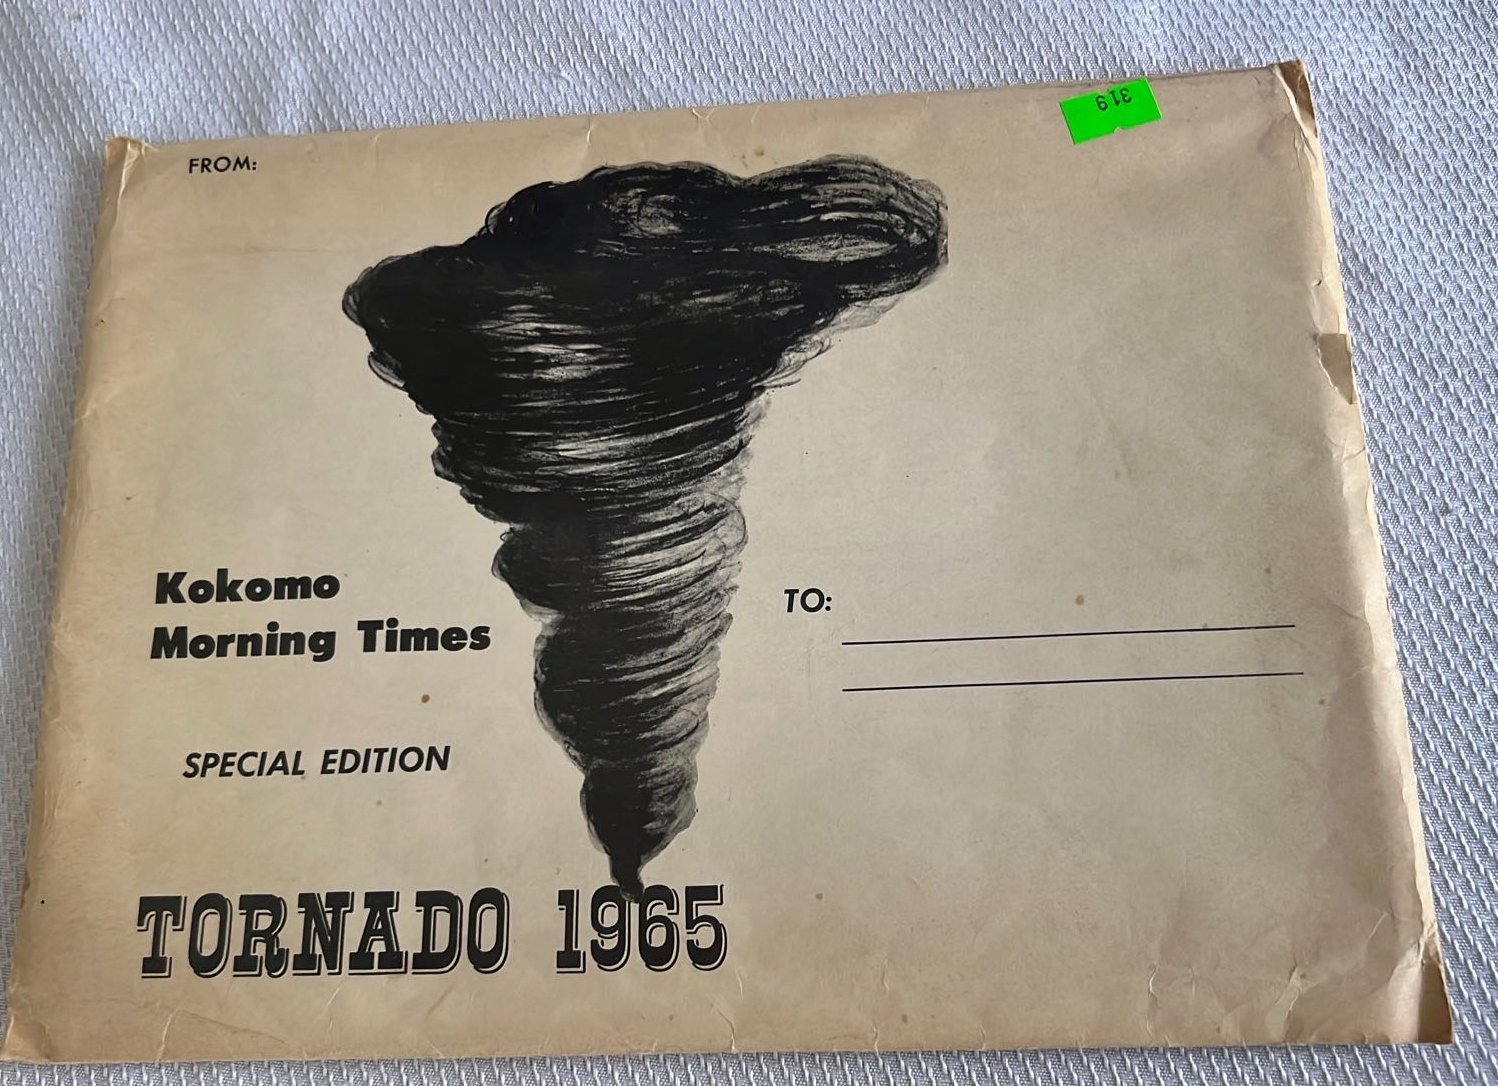 319
FROM:
Kokomo
Morning Times
TO:
SPECIAL EDITION
TORNADO 1965